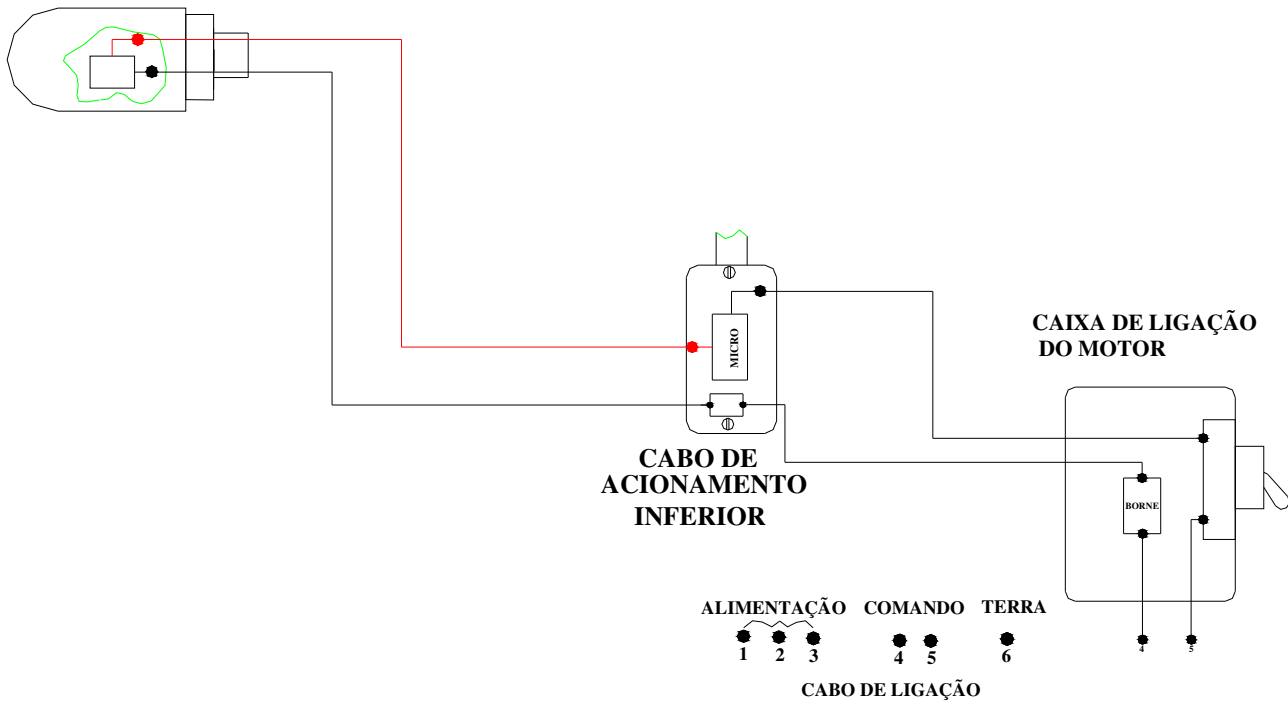 MICRO
CAIXA DE LIGAÇÃO
DO MOTOR
CABO DE
ACIONAMENTO
INFERIOR
BORNE
ALIMENTAÇÃO COMANDO TERRA
1 2 3 4 5 6 4 5
CABO DE LIGAÇÃO